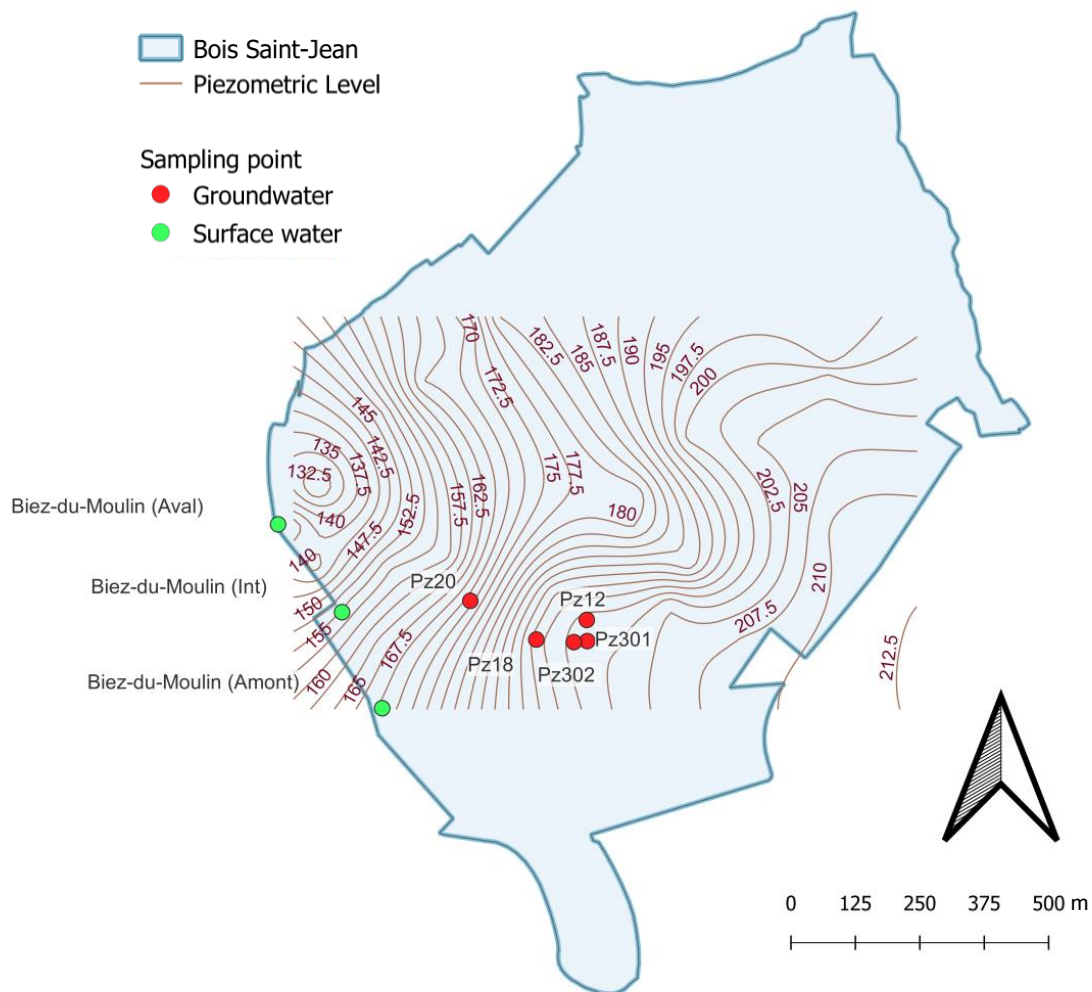 Bois Saint-Jean
Piezometric Level
Sampling point
Groundwater
Surface water
170
182.5
187.5
190
195
197.5
185
200
172.5
145
142.5
135
137.5
132.5
162.5
175
177.5
157.5
152.5
202.5
205
180
140
147.5
Biez-du-Moulin (Aval)
140
Biez-du-Moulin (Int)
Pz20
210
150
Pz12
207.5
155
167.5
Pz301
Pz18
Pz302
212.5
Biez-du-Moulin (Amont)
160
165
0 125 250 375 500 m